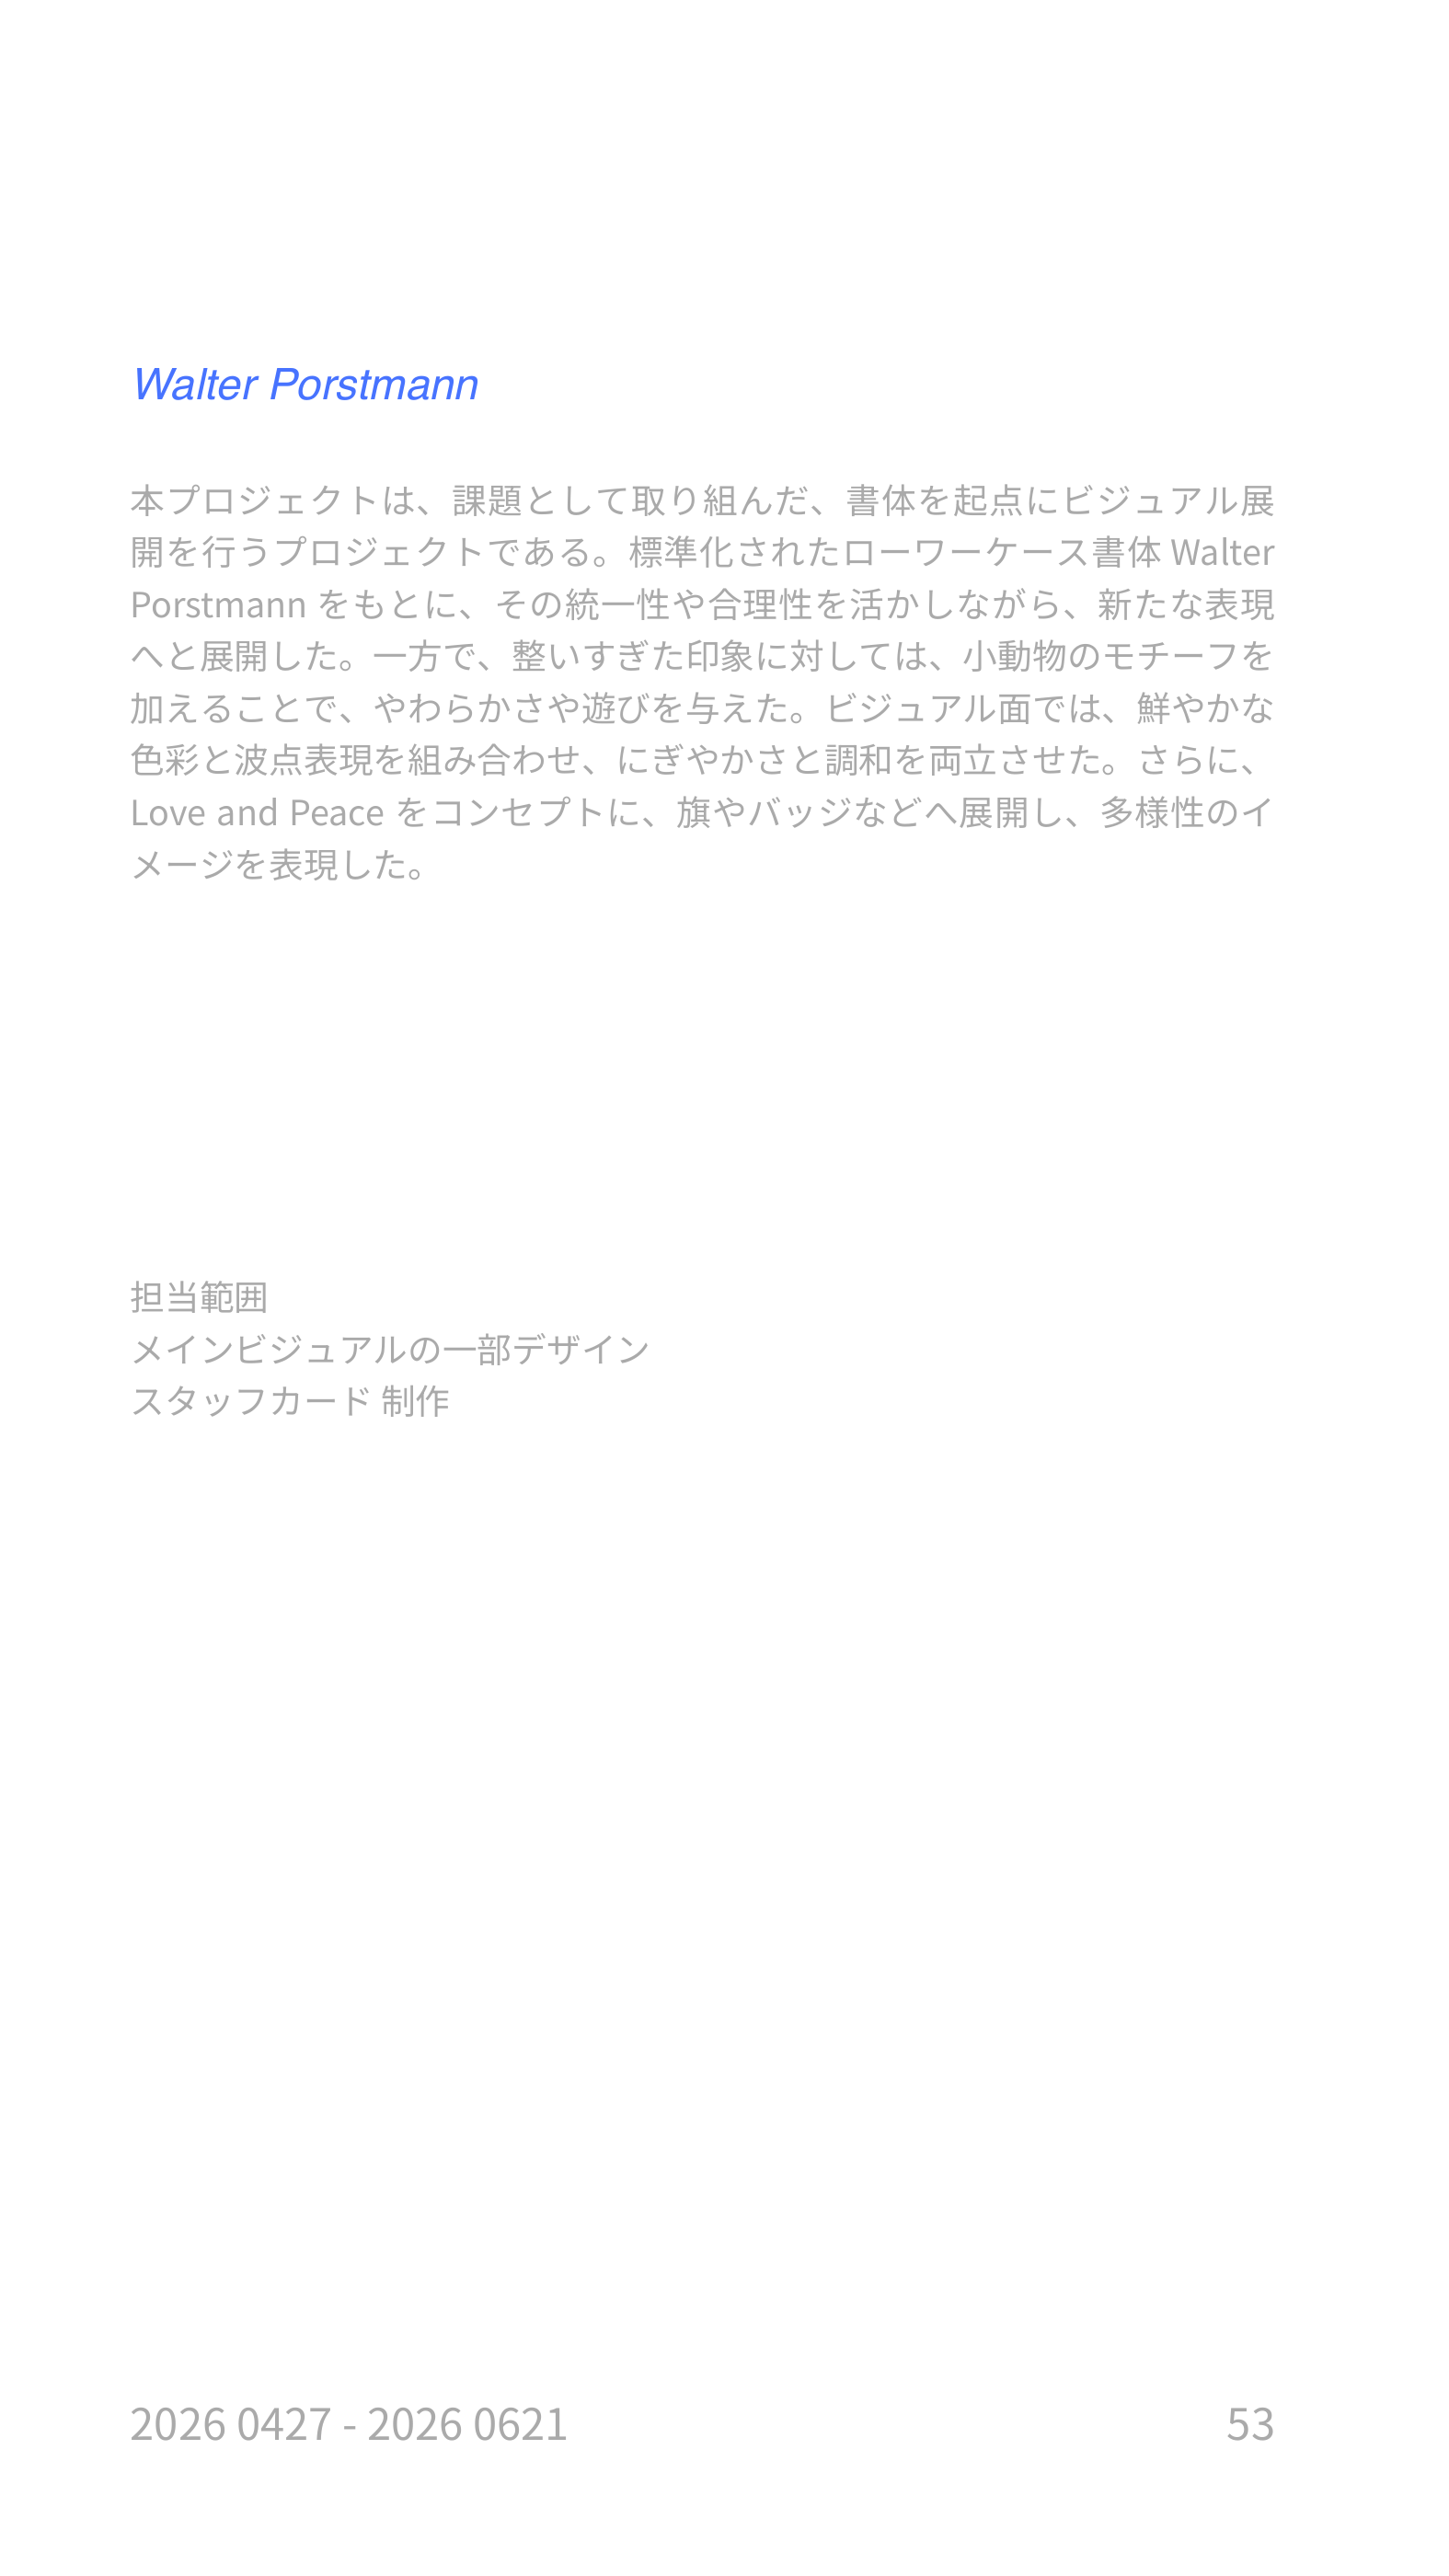 Walter Porstmann
本プロジェクトは、課題として取り組んだ、書体を起点にビジュアル展
開を行うプロジェクトである。標準化されたローワーケース書体 Walter
Porstmann をもとに、その統一性や合理性を活かしながら、新たな表現
へと展開した。一方で、整いすぎた印象に対しては、小動物のモチーフを
加えることで、やわらかさや遊びを与えた。ビジュアル面では、鮮やかな
色彩と波点表現を組み合わせ、にぎやかさと調和を両立させた。さらに、
Love and Peace をコンセプトに、旗やバッジなどへ展開し、多様性のイ
メージを表現した。
担当範囲
メインビジュアルの一部デザイン
スタッフカード 制作
2026 0427 - 2026 0621
53